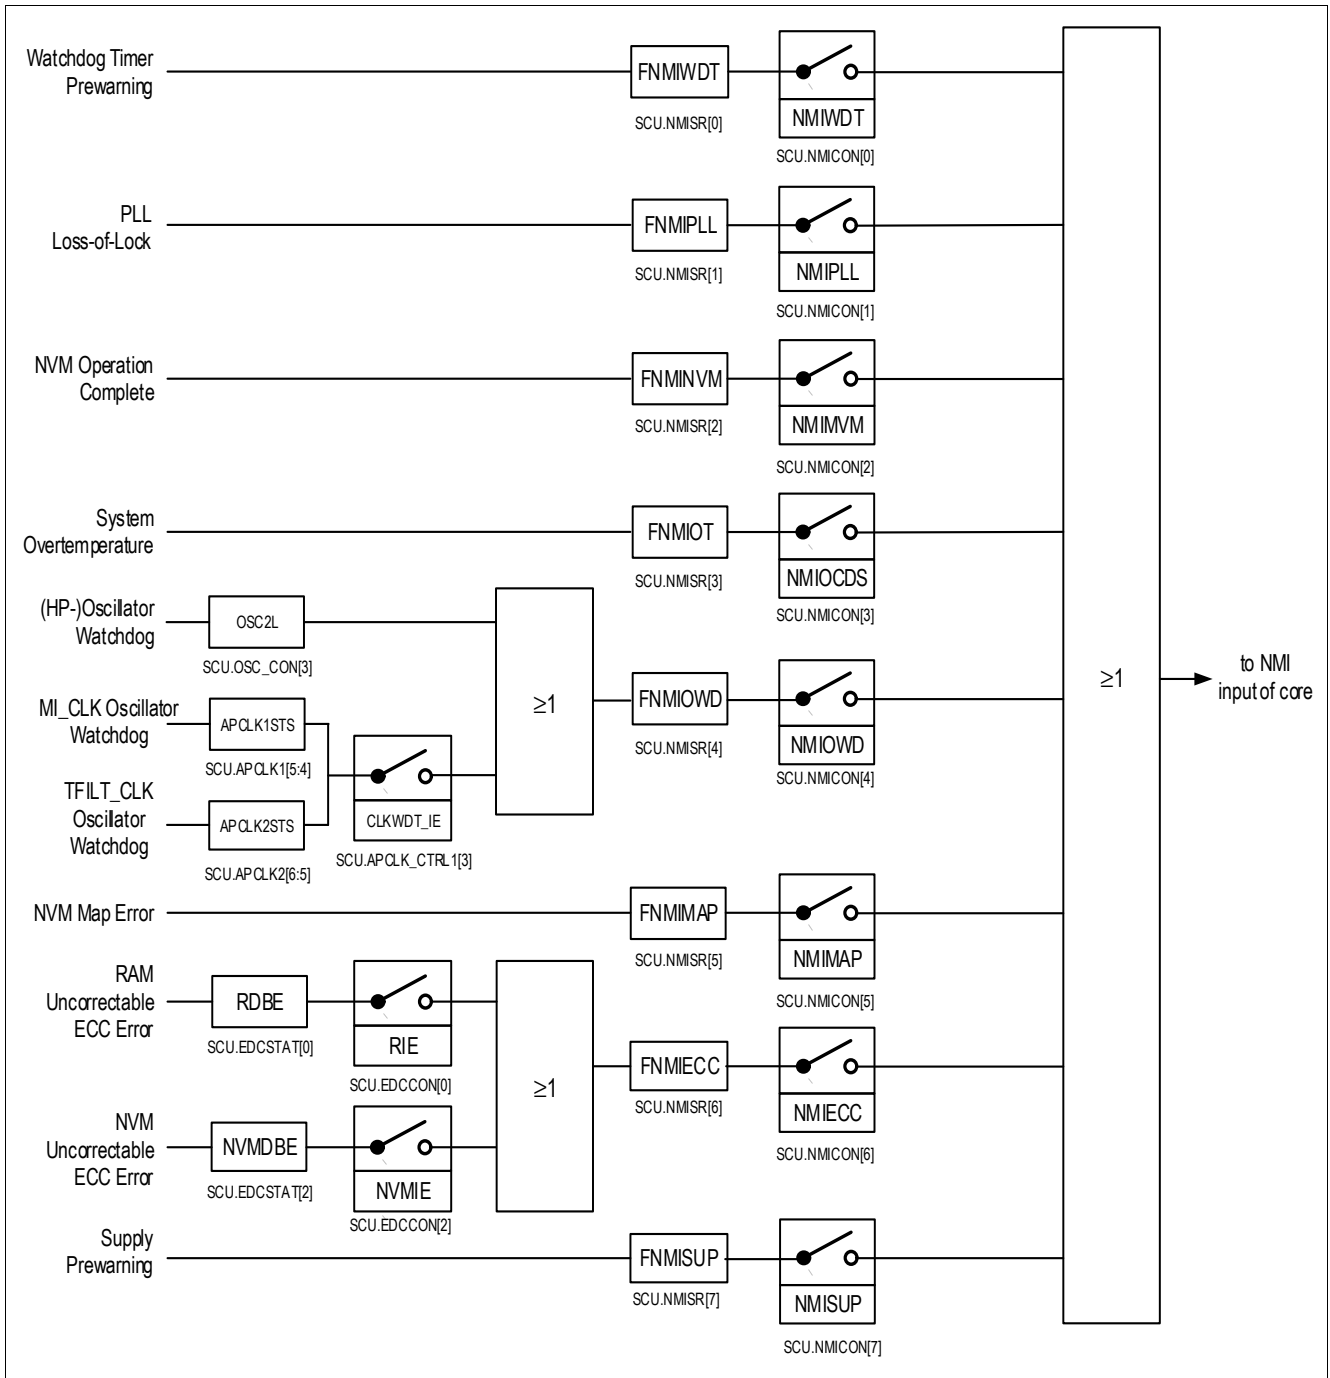 Watchdog Timer
Prewarning
FNMIWDT
SCU.NMISR[0]
NMIWDT
SCU.NMICON[0]
PLL
Loss-of-Lock
FNMIPLL
SCU.NMISR[1]
NMIPLL
SCU.NMICON[1]
NVM Operation
Complete
FNMINVM
SCU.NMISR[2]
NMIMVM
SCU.NMICON[2]
System
Overtemperature
FNMIOT
SCU.NMISR[3]
NMIOCDS
SCU.NMICON[3]
(HP-)Oscillator
Watchdog
OSC2L
SCU.OSC_CON[3]
MI_CLK Oscillator
Watchdog
APCLK1STS
SCU.APCLK1[5:4]
TFILT_CLK
Oscillator
Watchdog
APCLK2STS
SCU.APCLK2[6:5]
CLKWDT_IE
SCU.APCLK_CTRL1[3]
≥1
FNMIOWD
SCU.NMISR[4]
NMIOWD
SCU.NMICON[4]
≥1
to NMI
input of core
NVM Map Error
FNMIMAP
SCU.NMISR[5]
NMIMAP
SCU.NMICON[5]
RAM
Uncorrectable
ECC Error
RDBE
SCU.EDCSTAT[0]
RIE
SCU.EDCCON[0]
NVM
Uncorrectable
ECC Error
NVMDBE
SCU.EDCSTAT[2]
NVMIE
SCU.EDCCON[2]
≥1
FNMIECC
SCU.NMISR[6]
NMIECC
SCU.NMICON[6]
Supply
Prewarning
FNMISUP
SCU.NMISR[7]
NMISUP
SCU.NMICON[7]